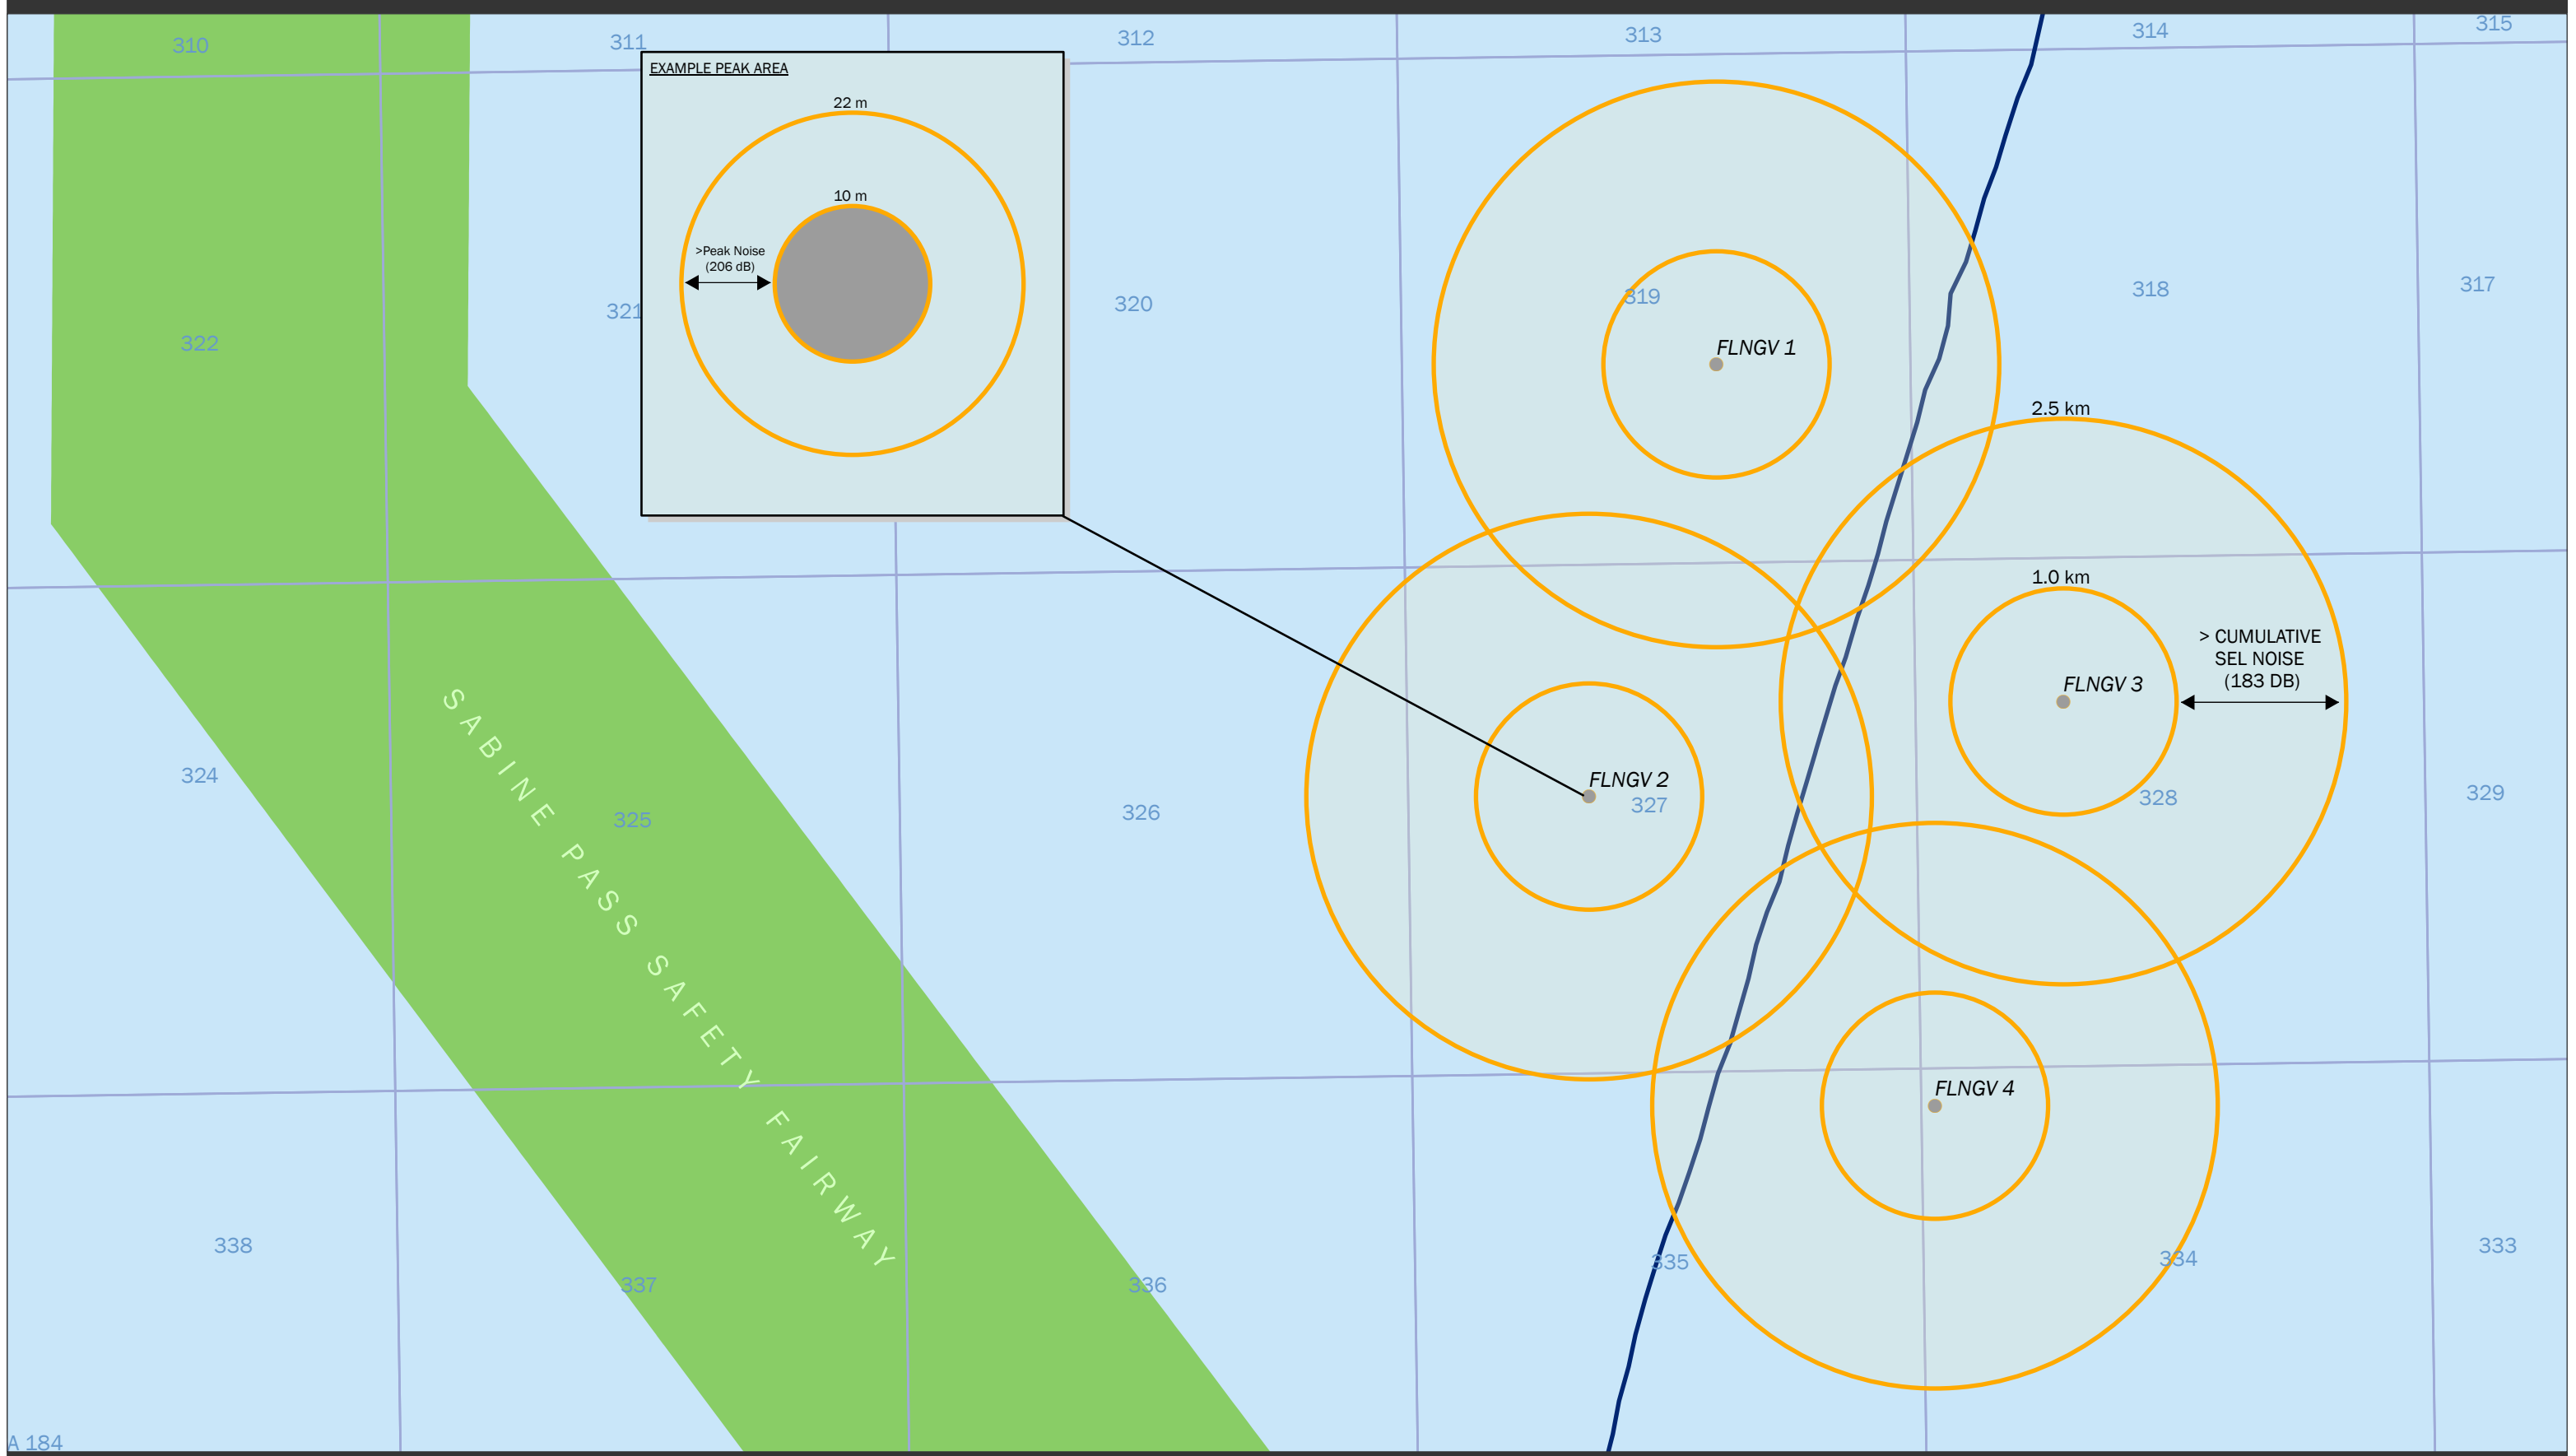 310
311
312
313
314
315
EXAMPLE PEAK AREA
22 m
10 m
>Peak Noise
(206 dB)
322
321
320
319
318
317
FLNGV 1
2.5 km
1.0 km
> CUMULATIVE
SEL NOISE
(183 DB)
FLNGV 3
FLNGV 2
324
325
326
327
328
329
SABINE PASS SAFETY FAIRWAY
FLNGV 4
338
337
336
335
334
333
A 184